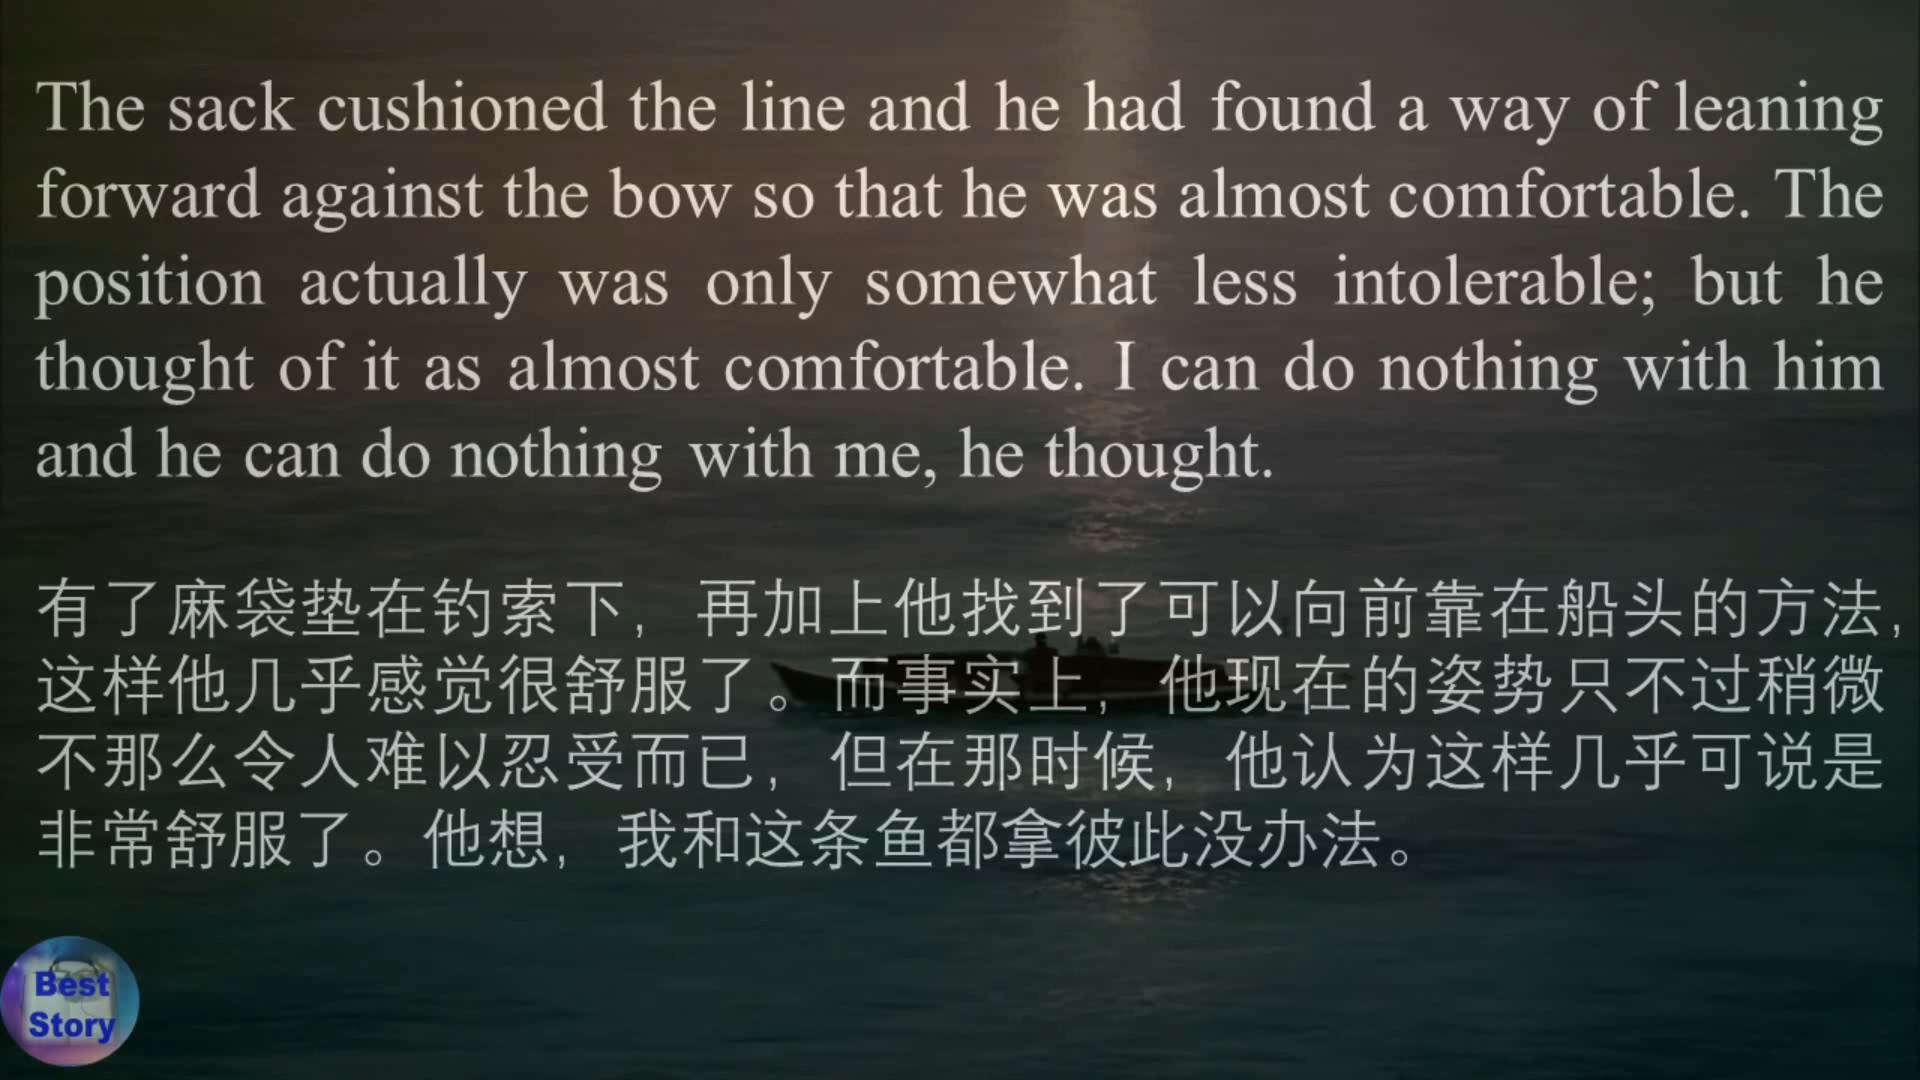 The sack cushioned the line and he had found a way of leaning
forward against the bow so that he was almost comfortable. The
position actually was only somewhat less intolerable; but he
thought of it as almost comfortable. I can do nothing with him
and he can do nothing with me, he thought.
有了麻袋垫在钓索下，再加上他找到了可以向前靠在船头的方法，
这样他几乎感觉很舒服了。而事实上，他现在的姿势只不过稍微
不那么令人难以忍受而已，但在那时候，他认为这样几乎可说是
非常舒服了。他想，我和这条鱼都拿彼此没办法。
Best
Story